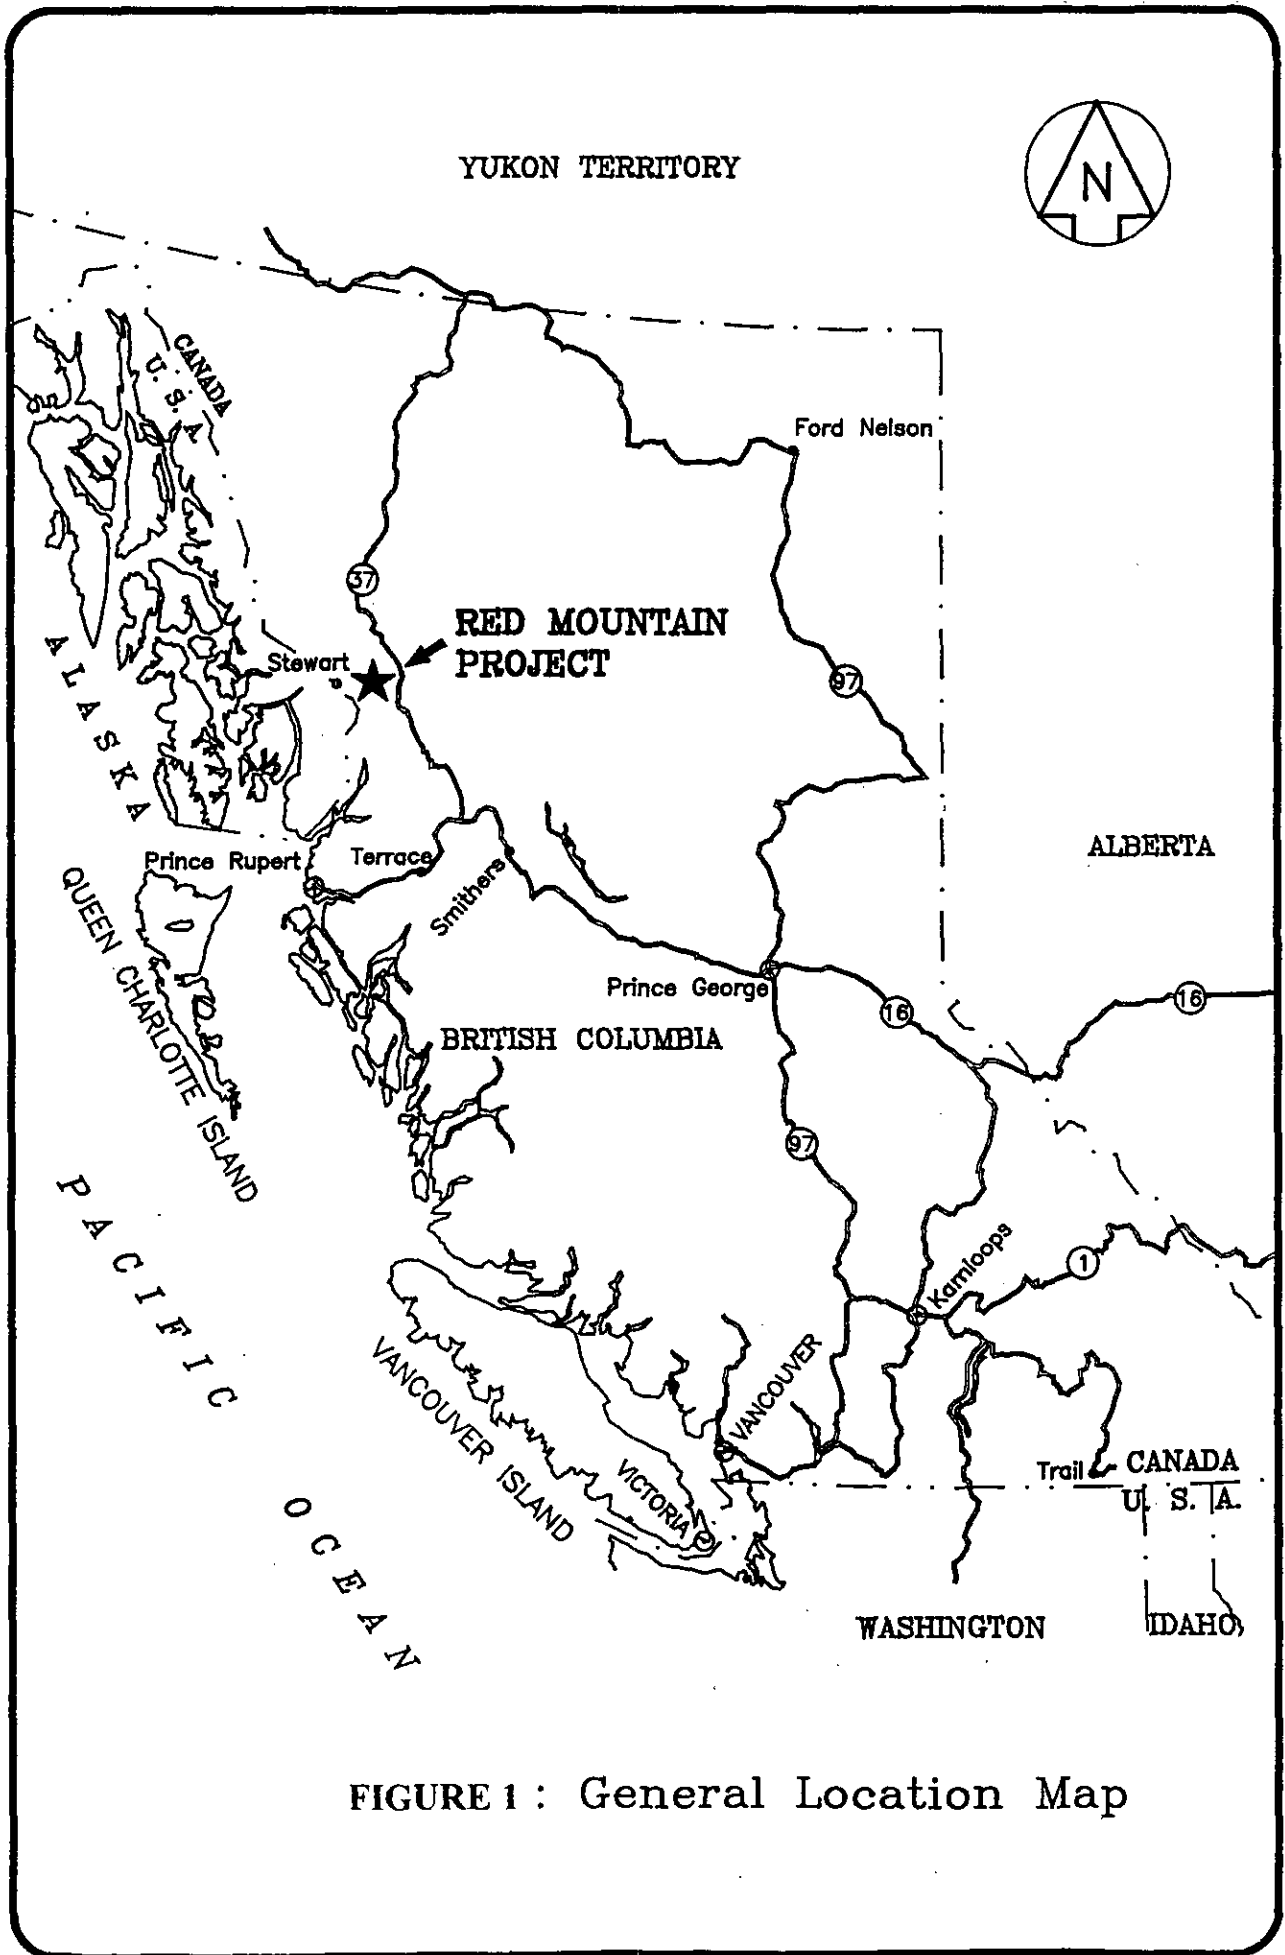 YUKON TERRITORY
N
CANADA
U. S. A.
Ford Nelson
37
RED MOUNTAIN
PROJECT
Stewart
97
ALASKA
ALBERTA
Prince Rupert
Terrace
Smithers
QUEEN CHARLOTTE ISLAND
Prince George
16
16
BRITISH COLUMBIA
97
PACIFIC OCEAN
Kamloops
1
VANCOUVER
VANCOUVER ISLAND
VICTORIA
Trail
CANADA
U. S. A.
WASHINGTON
IDAHO
FIGURE 1 : General Location Map